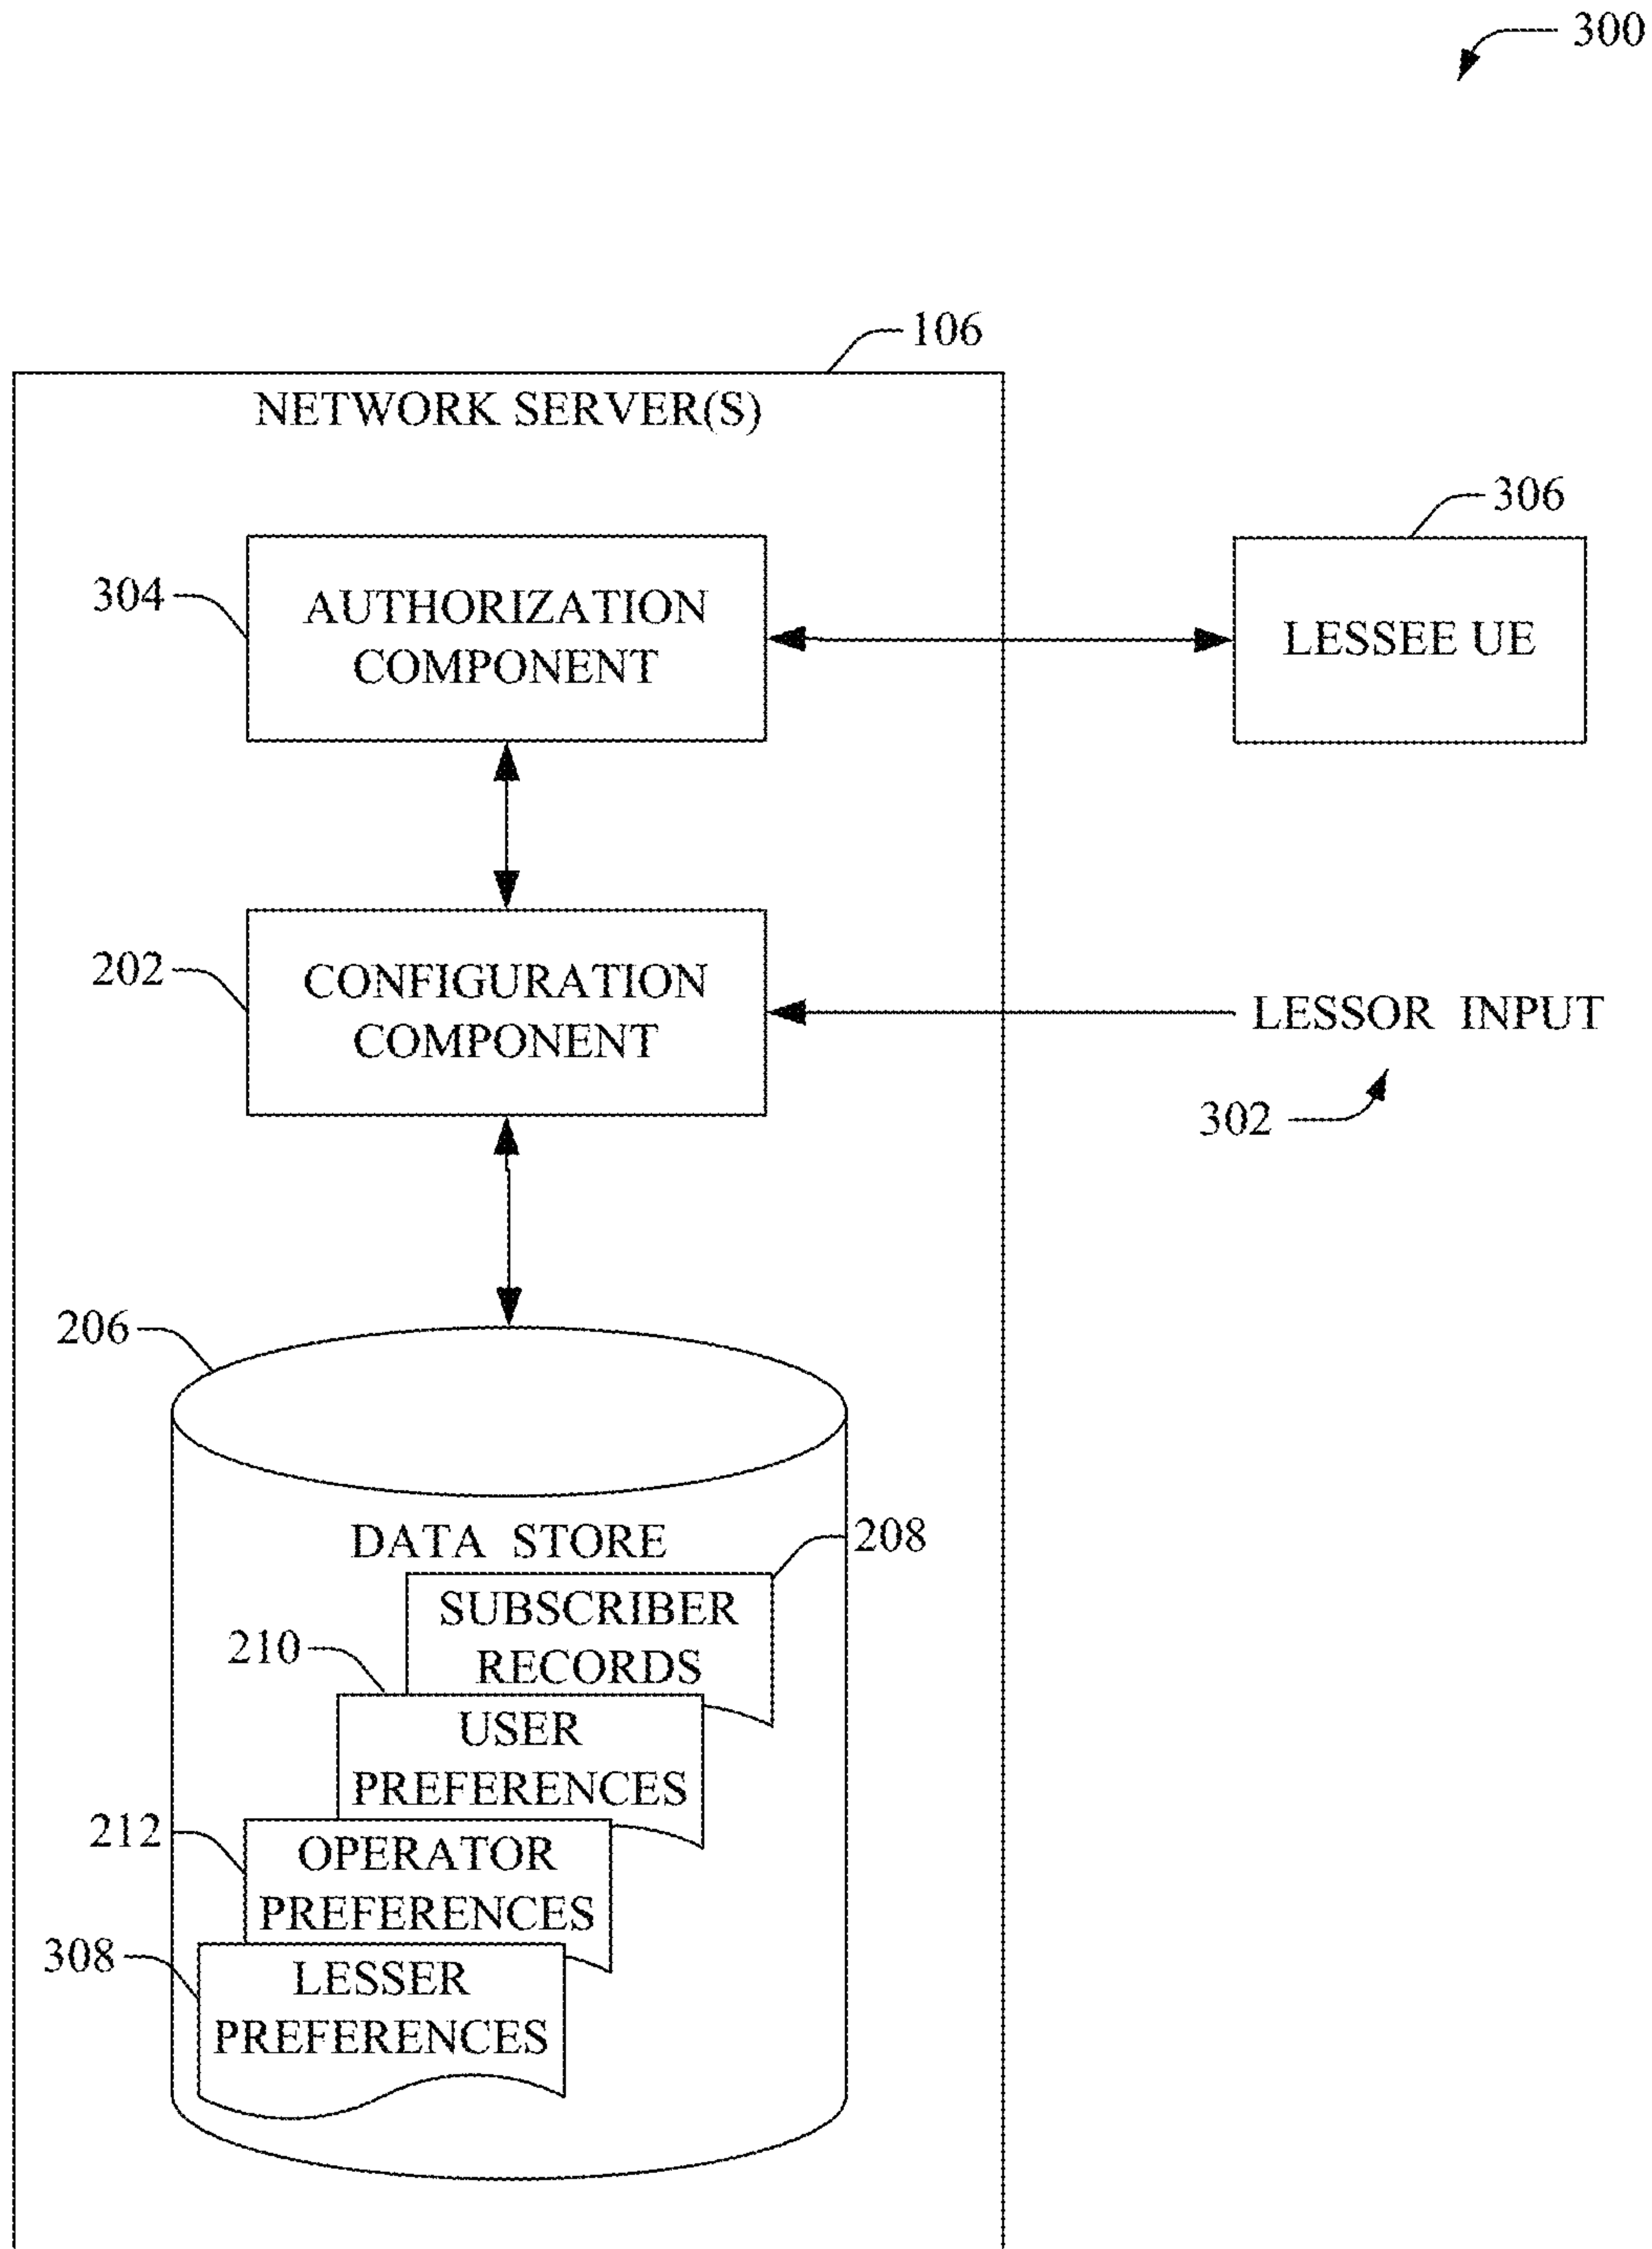 300
106
NETWORK SERVER(S)
306
304
AUTHORIZATION
COMPONENT
LESSEE UE
202
CONFIGURATION
COMPONENT
LESSOR INPUT
302
206
DATA STORE
208
SUBSCRIBER
RECORDS
210
USER
PREFERENCES
212
OPERATOR
PREFERENCES
308
LESSER
PREFERENCES